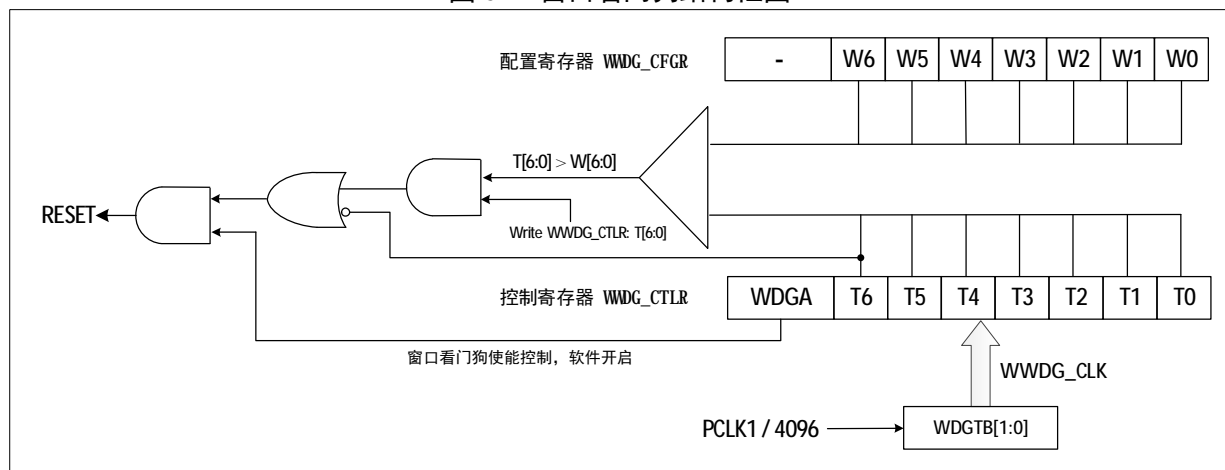 配置寄存器 WWDG_CFGR
- W6 W5 W4 W3 W2 W1 W0
T[6:0] > W[6:0]
RESET
Write WWDG_CTLR: T[6:0]
控制寄存器 WWDG_CTLR
WDGA T6 T5 T4 T3 T2 T1 T0
窗口看门狗使能控制，软件开启
WWDG_CLK
PCLK1 / 4096
WDGTB[1:0]